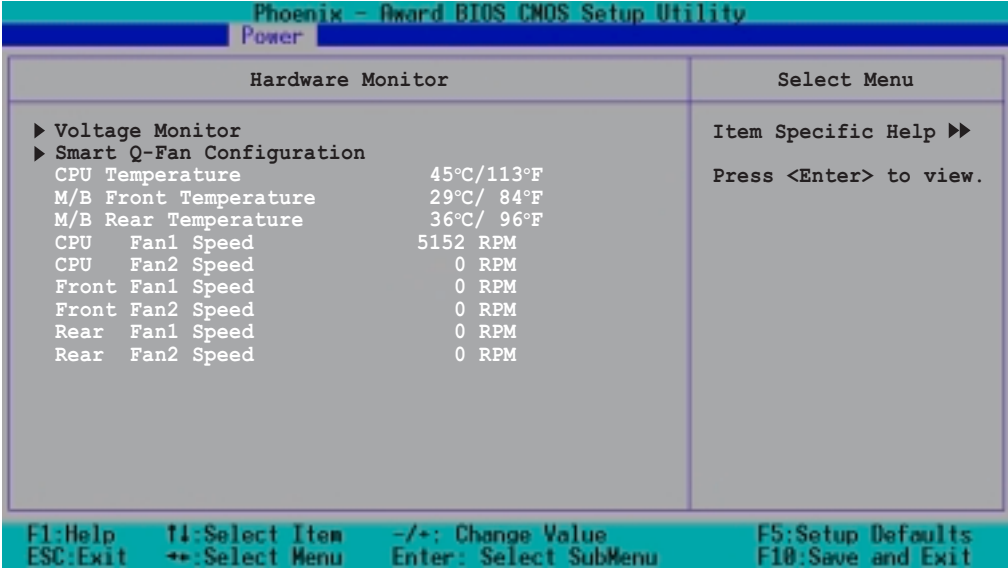 Phoenix - Award BIOS CMOS Setup Utility
Power
Hardware Monitor
Select Menu
Voltage Monitor
Smart Q-Fan Configuration
CPU Temperature 45°C/113°F
M/B Front Temperature 29°C/ 84°F
M/B Rear Temperature 36°C/ 96°F
CPU Fan1 Speed 5152 RPM
CPU Fan2 Speed 0 RPM
Front Fan1 Speed 0 RPM
Front Fan2 Speed 0 RPM
Rear Fan1 Speed 0 RPM
Rear Fan2 Speed 0 RPM
Item Specific Help
Press <Enter> to view.
F1:Help ↑↓:Select Item -/+: Change Value F5:Setup Defaults
ESC:Exit ←→:Select Menu Enter: Select SubMenu F10:Save and Exit